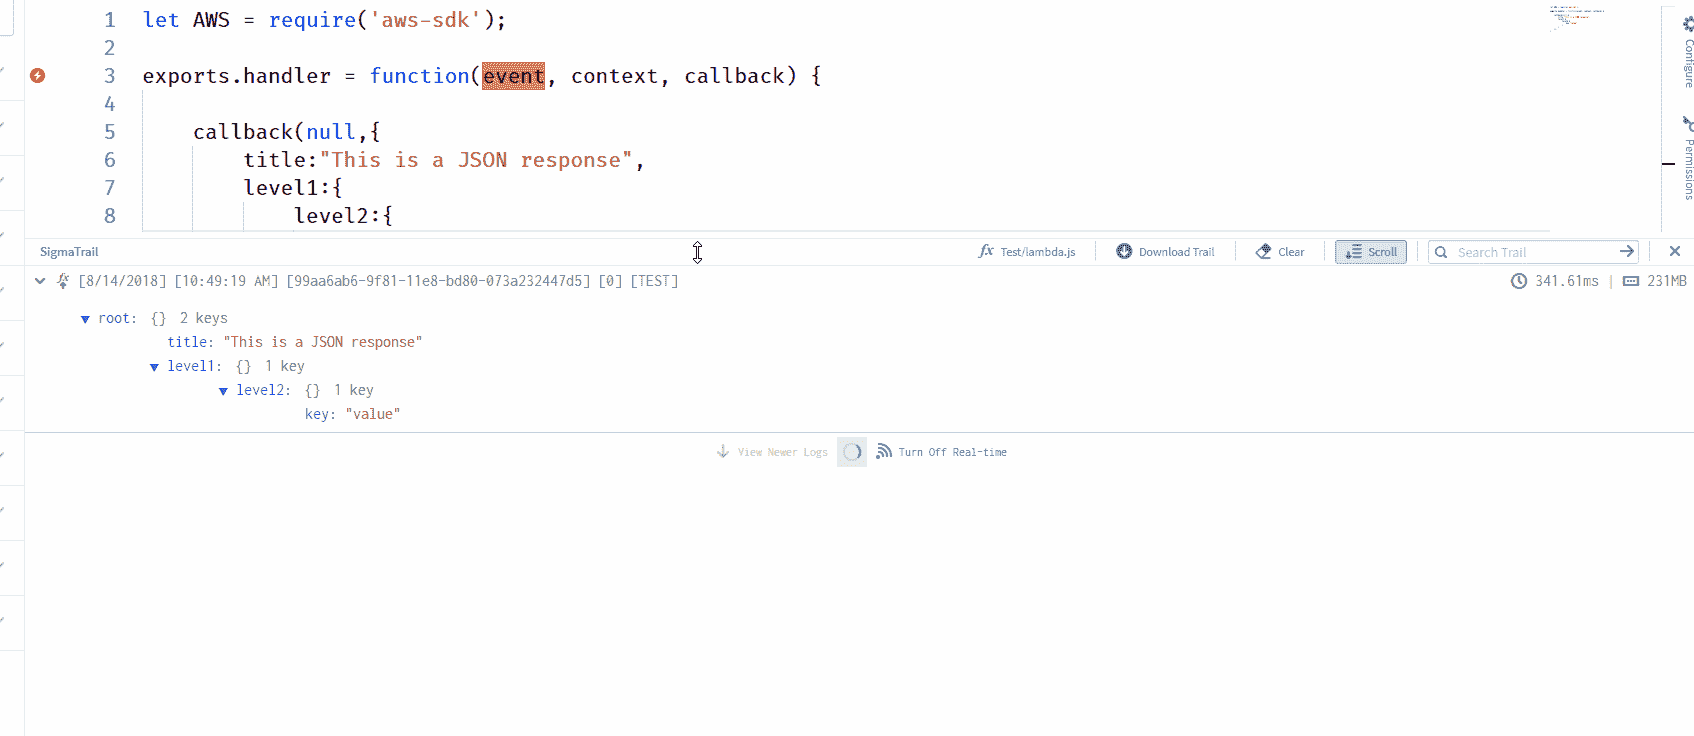 1 let AWS = require('aws-sdk');
2
3 exports.handler = function(event, context, callback) {
4
5 callback(null,{
6 title:"This is a JSON response",
7 level1:{
8 level2:{
Configure
Permissions
SigmaTrail fx Test/lambda.js Download Trail Clear Scroll Search Trail
[8/14/2018] [10:49:19 AM] [99aa6ab6-9f81-11e8-bd80-073a232447d5] [0] [TEST] 341.61ms | 231MB
root: {} 2 keys
title: "This is a JSON response"
level1: {} 1 key
level2: {} 1 key
key: "value"
View Newer Logs Turn Off Real-time